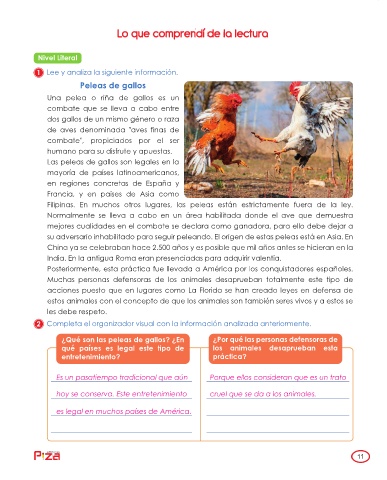 Lo que comprendí de la lectura
Nivel Literal
1 Lee y analiza la siguiente información.
Peleas de gallos
Una pelea o riña de gallos es un
combate que se lleva a cabo entre
dos gallos de un mismo género o raza
de aves denominada "aves finas de
combate", propiciados por el ser
humano para su disfrute y apuestas.
Las peleas de gallos son legales en la
mayoría de países latinoamericanos,
en regiones concretas de España y
Francia, y en países de Asia como
Filipinas. En muchos otros lugares, las peleas están estrictamente fuera de la ley.
Normalmente se lleva a cabo en un área habilitada donde el ave que demuestra
mejores cualidades en el combate se declara como ganadora, para ello debe dejar a
su adversario inhabilitado para seguir peleando. El origen de estas peleas está en Asia. En
China ya se celebraban hace 2.500 años y es posible que mil años antes se hicieran en la
India. En la antigua Roma eran presenciadas para adquirir valentía.
Posteriormente, esta práctica fue llevada a América por los conquistadores españoles.
Muchas personas defensoras de los animales desaprueban totalmente este tipo de
acciones puesto que en lugares como La Florida se han creado leyes en defensa de
estos animales con el concepto de que los animales son también seres vivos y a estos se
les debe respeto.
2 Completa el organizador visual con la información analizada anteriormente.
¿Qué son las peleas de gallos? ¿En
qué países es legal este tipo de
entretenimiento?
Es un pasatiempo tradicional que aún
hoy se conserva. Este entretenimiento
es legal en muchos países de América.
¿Por qué las personas defensoras de
los animales desaprueban esta
práctica?
Porque ellos consideran que es un trato
cruel que se da a los animales.
11